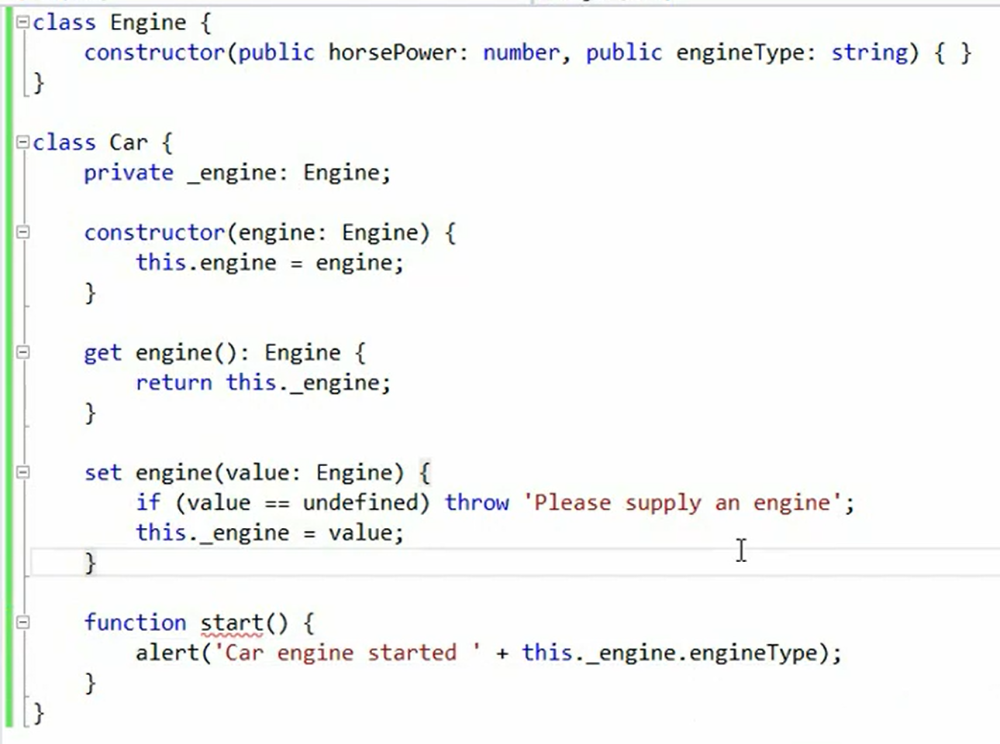 class Engine {
constructor(public horsePower: number, public engineType: string) { }
}
class Car {
private _engine: Engine;
constructor(engine: Engine) {
this.engine = engine;
}
get engine(): Engine {
return this._engine;
}
set engine(value: Engine) {
if (value == undefined) throw 'Please supply an engine';
this._engine = value;
}
function start() {
alert('Car engine started ' + this._engine.engineType);
}
}